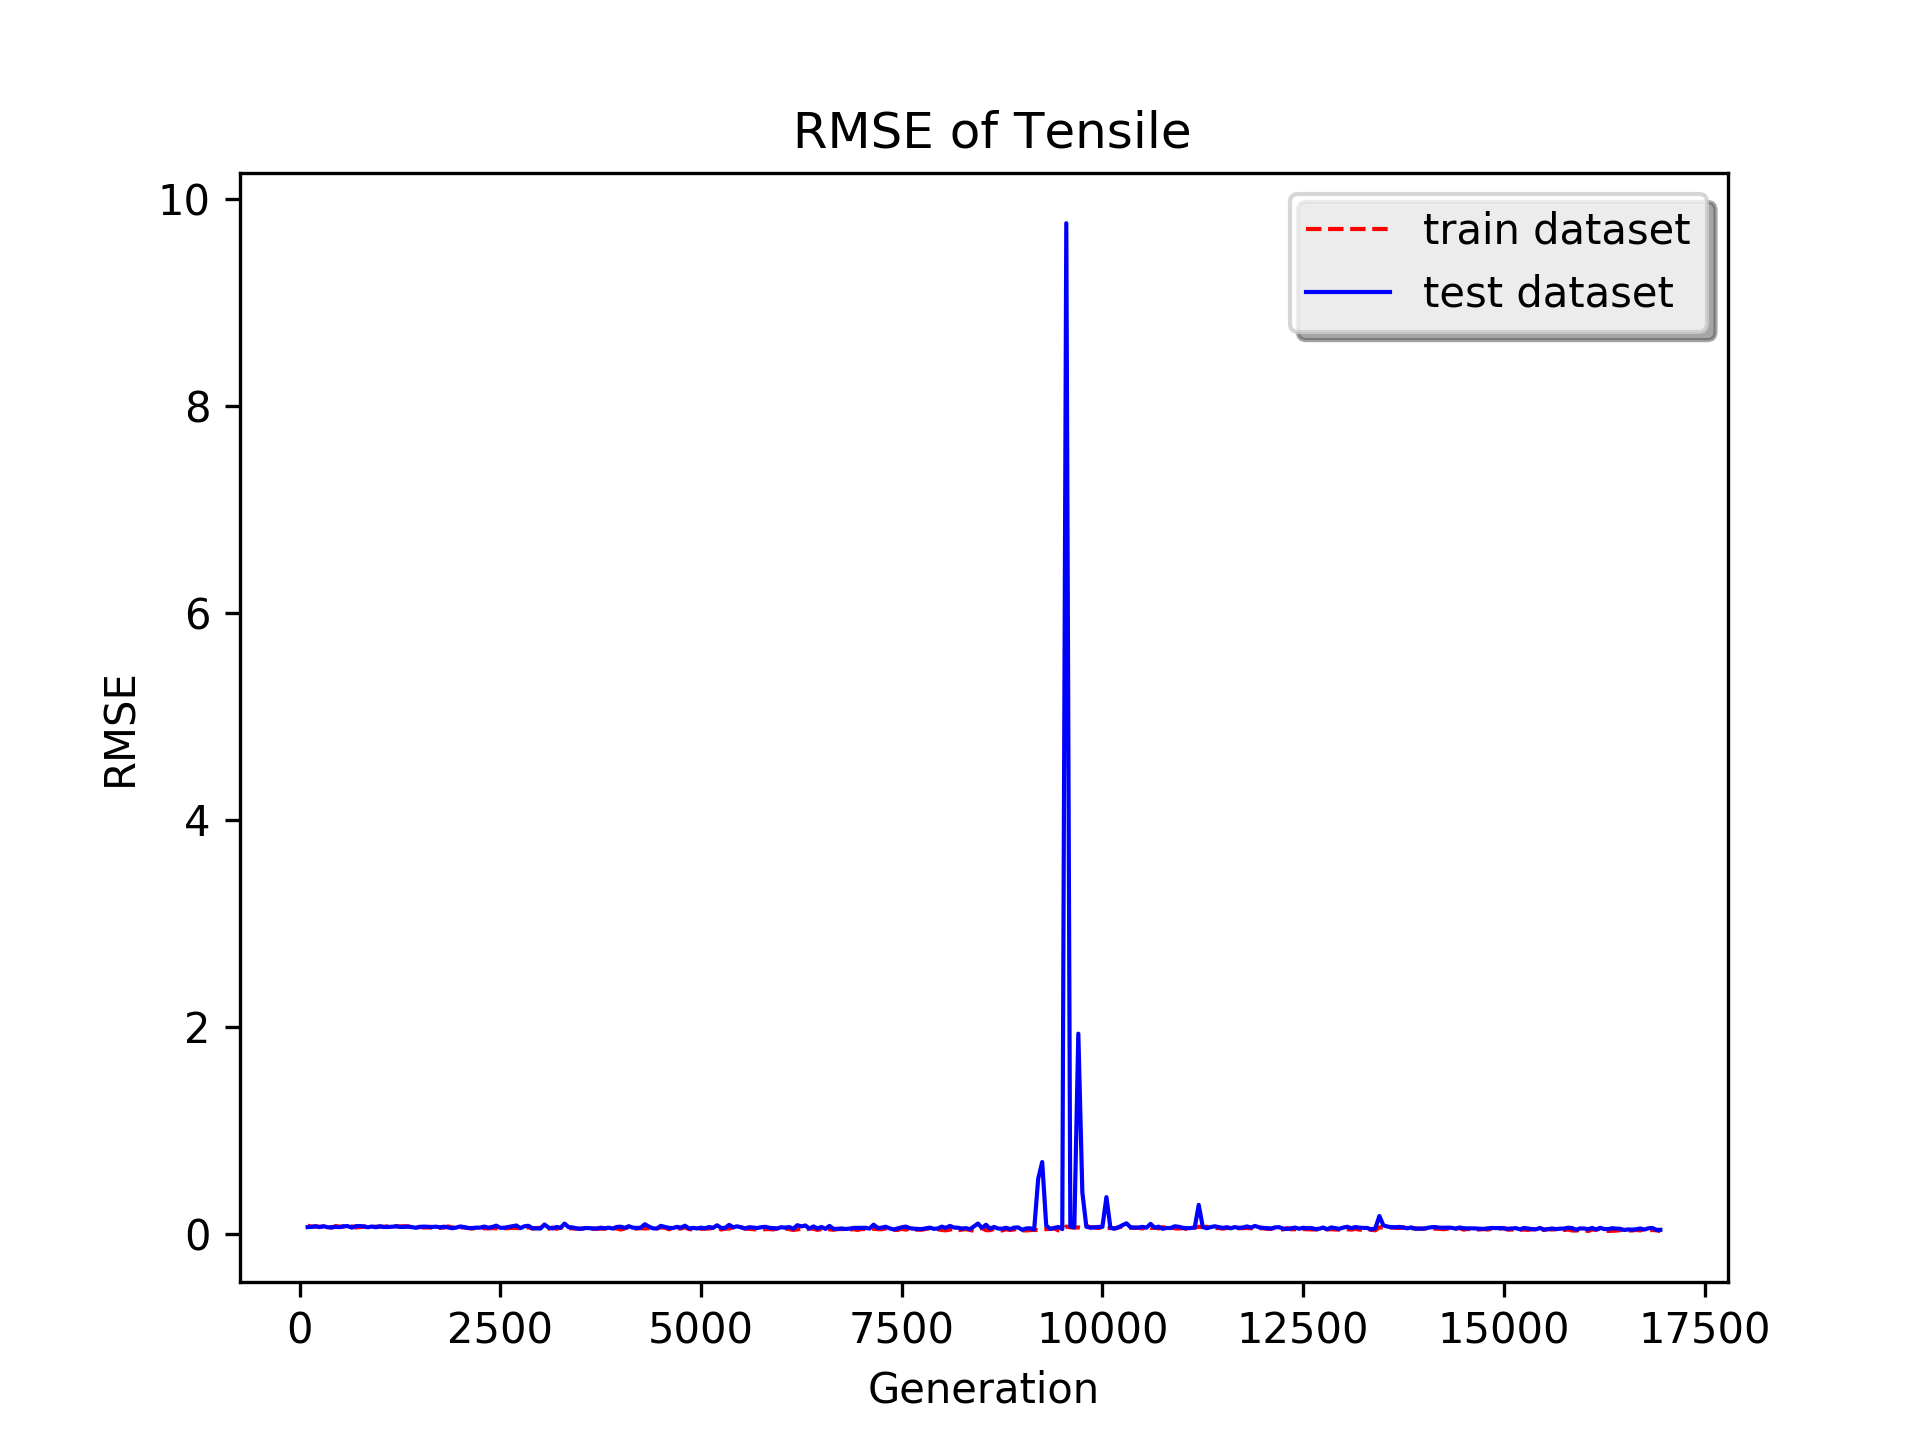 RMSE of Tensile
train dataset
test dataset
10
8
6
4
2
0
RMSE
0 2500 5000 7500 10000 12500 15000 17500
Generation